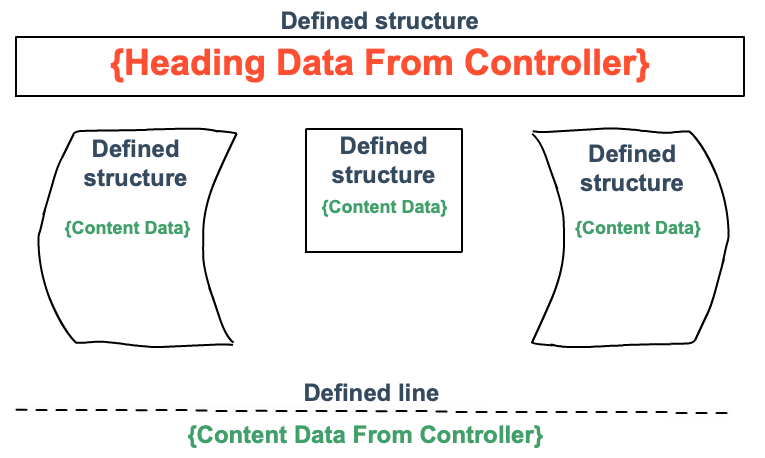 Defined structure
{Heading Data From Controller}
Defined
structure
{Content Data}
Defined
structure
{Content Data}
Defined
structure
{Content Data}
Defined line
{Content Data From Controller}